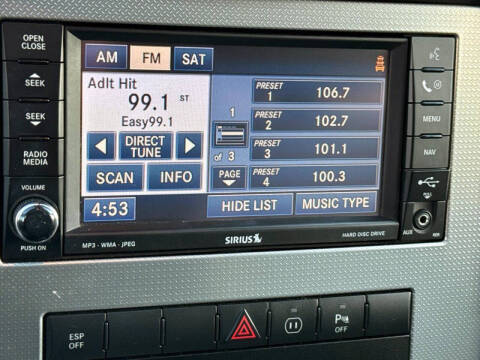 OPEN
CLOSE
SEEK
SEEK
RADIO
MEDIA
VOLUME
PUSH ON
AM
FM
SAT
Adlt Hit
99.1 ST
Easy99.1
DIRECT
TUNE
SCAN
INFO
4:53
1
of 3
PAGE
PRESET
1
106.7
PRESET
2
102.7
PRESET
3
101.1
PRESET
4
100.3
HIDE LIST
MUSIC TYPE
MP3 - WMA - JPEG
SIRIUS
HARD DISC DRIVE
MENU
NAV
AUX
ESP
OFF
P
OFF